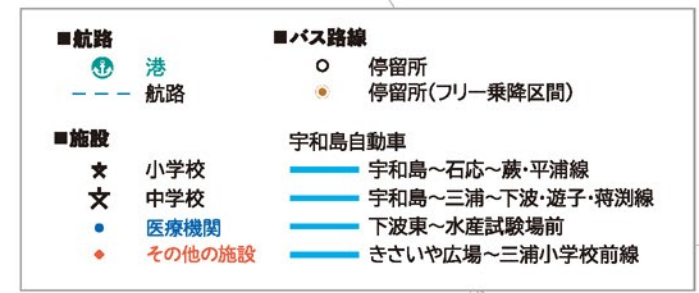 ■航路
港
航路
■バス路線
停留所
停留所(フリー乗降区間)
■施設
小学校
中学校
医療機関
その他の施設
宇和島自動車
宇和島〜石応〜蕨・平浦線
宇和島〜三浦〜下波・遊子・蒋渕線
下波東〜水産試験場前
きさいや広場〜三浦小学校前線